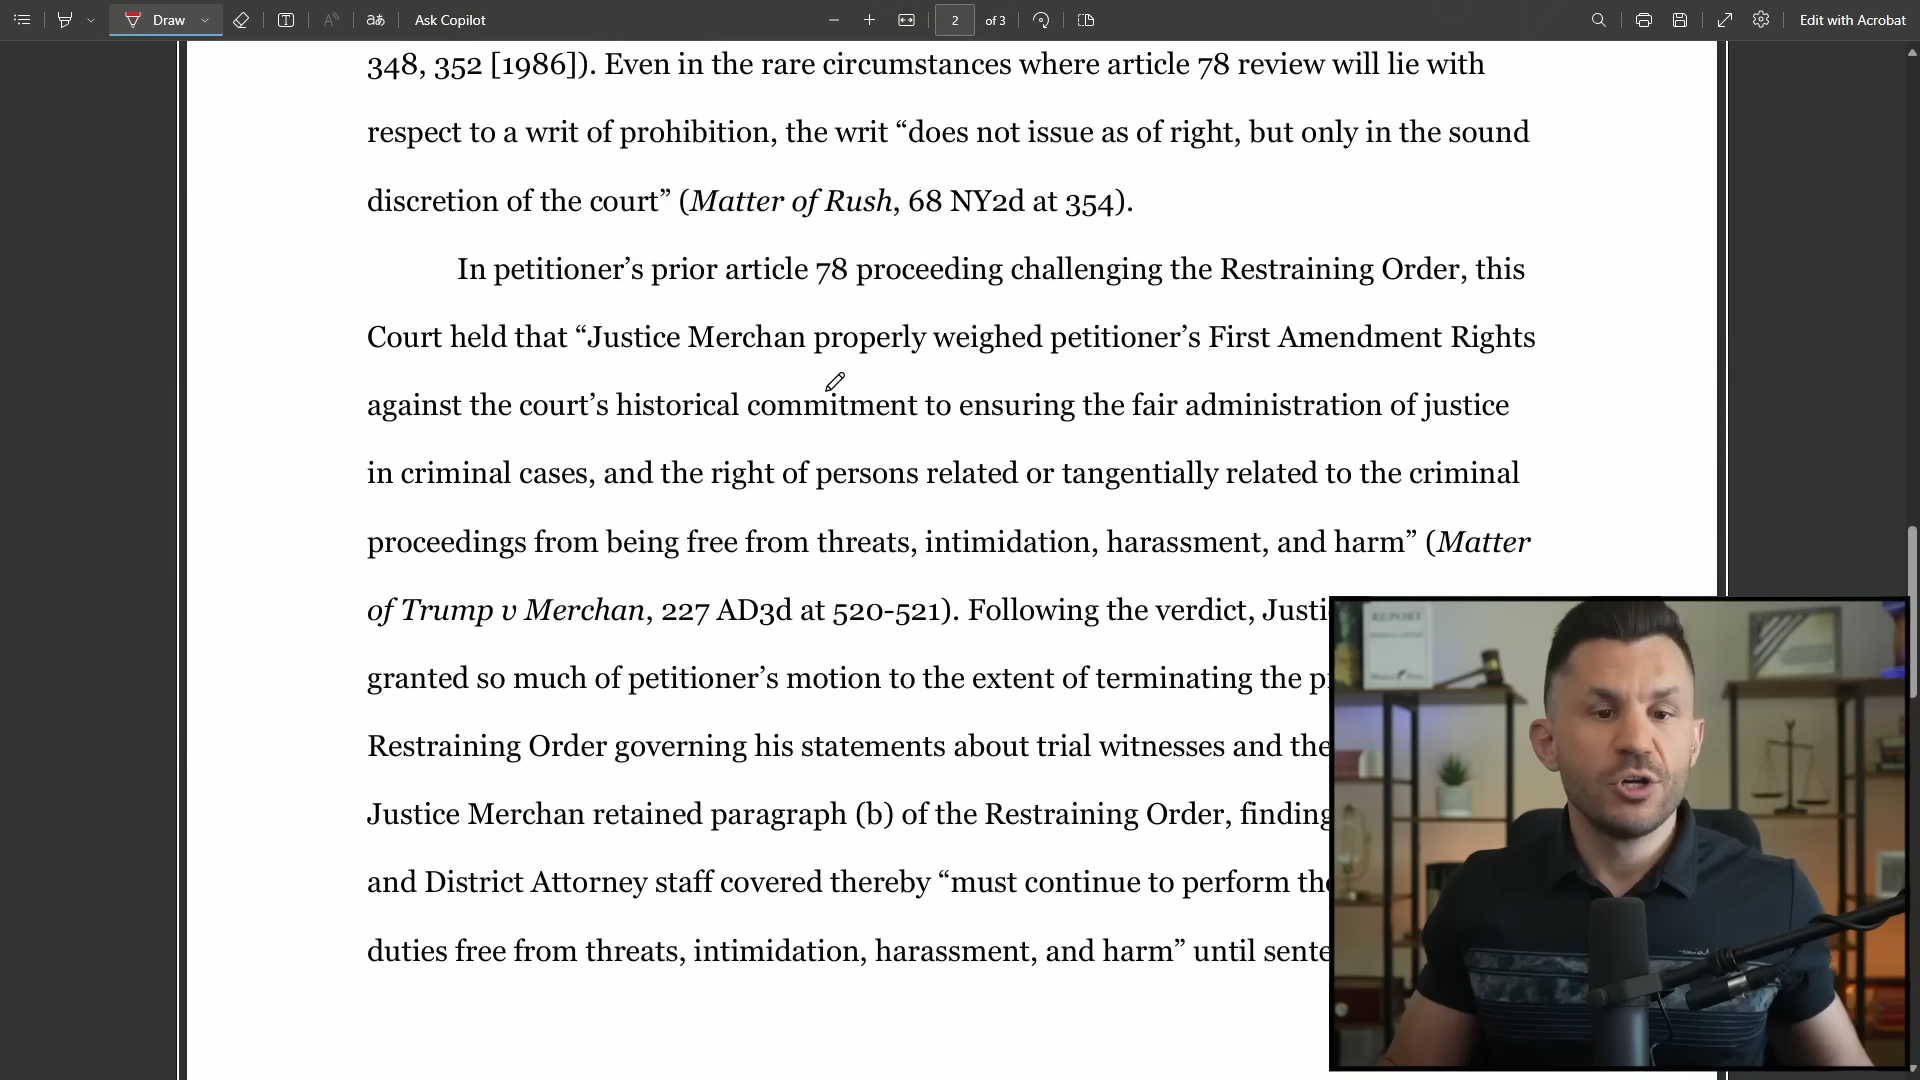 Draw
A
aあ
Ask Copilot
2
of 3
Edit with Acrobat
348, 352 [1986]). Even in the rare circumstances where article 78 review will lie with
respect to a writ of prohibition, the writ “does not issue as of right, but only in the sound
discretion of the court” (Matter of Rush, 68 NY2d at 354).
In petitioner’s prior article 78 proceeding challenging the Restraining Order, this
Court held that “Justice Merchan properly weighed petitioner’s First Amendment Rights
against the court’s historical commitment to ensuring the fair administration of justice
in criminal cases, and the right of persons related or tangentially related to the criminal
proceedings from being free from threats, intimidation, harassment, and harm” (Matter
of Trump v Merchan, 227 AD3d at 520-521). Following the verdict, Justi
granted so much of petitioner’s motion to the extent of terminating the p
Restraining Order governing his statements about trial witnesses and the
Justice Merchan retained paragraph (b) of the Restraining Order, finding
and District Attorney staff covered thereby “must continue to perform the
duties free from threats, intimidation, harassment, and harm” until sente
REPORT